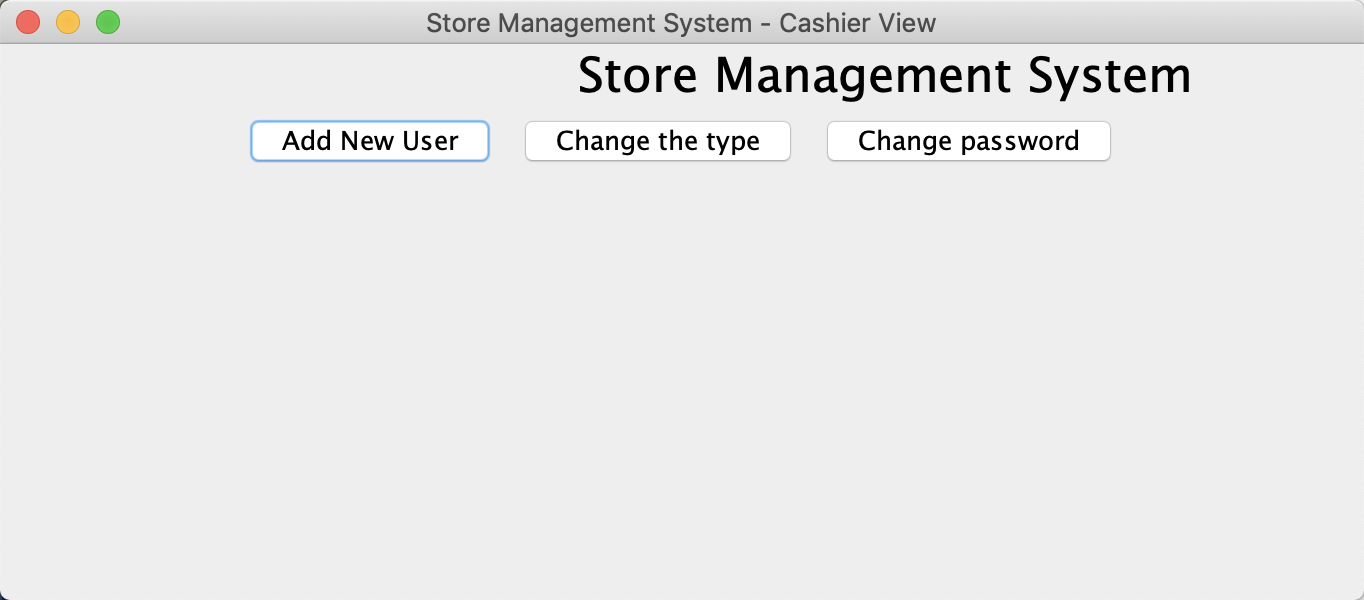 Store Management System - Cashier View
Store Management System
Add New User Change the type Change password